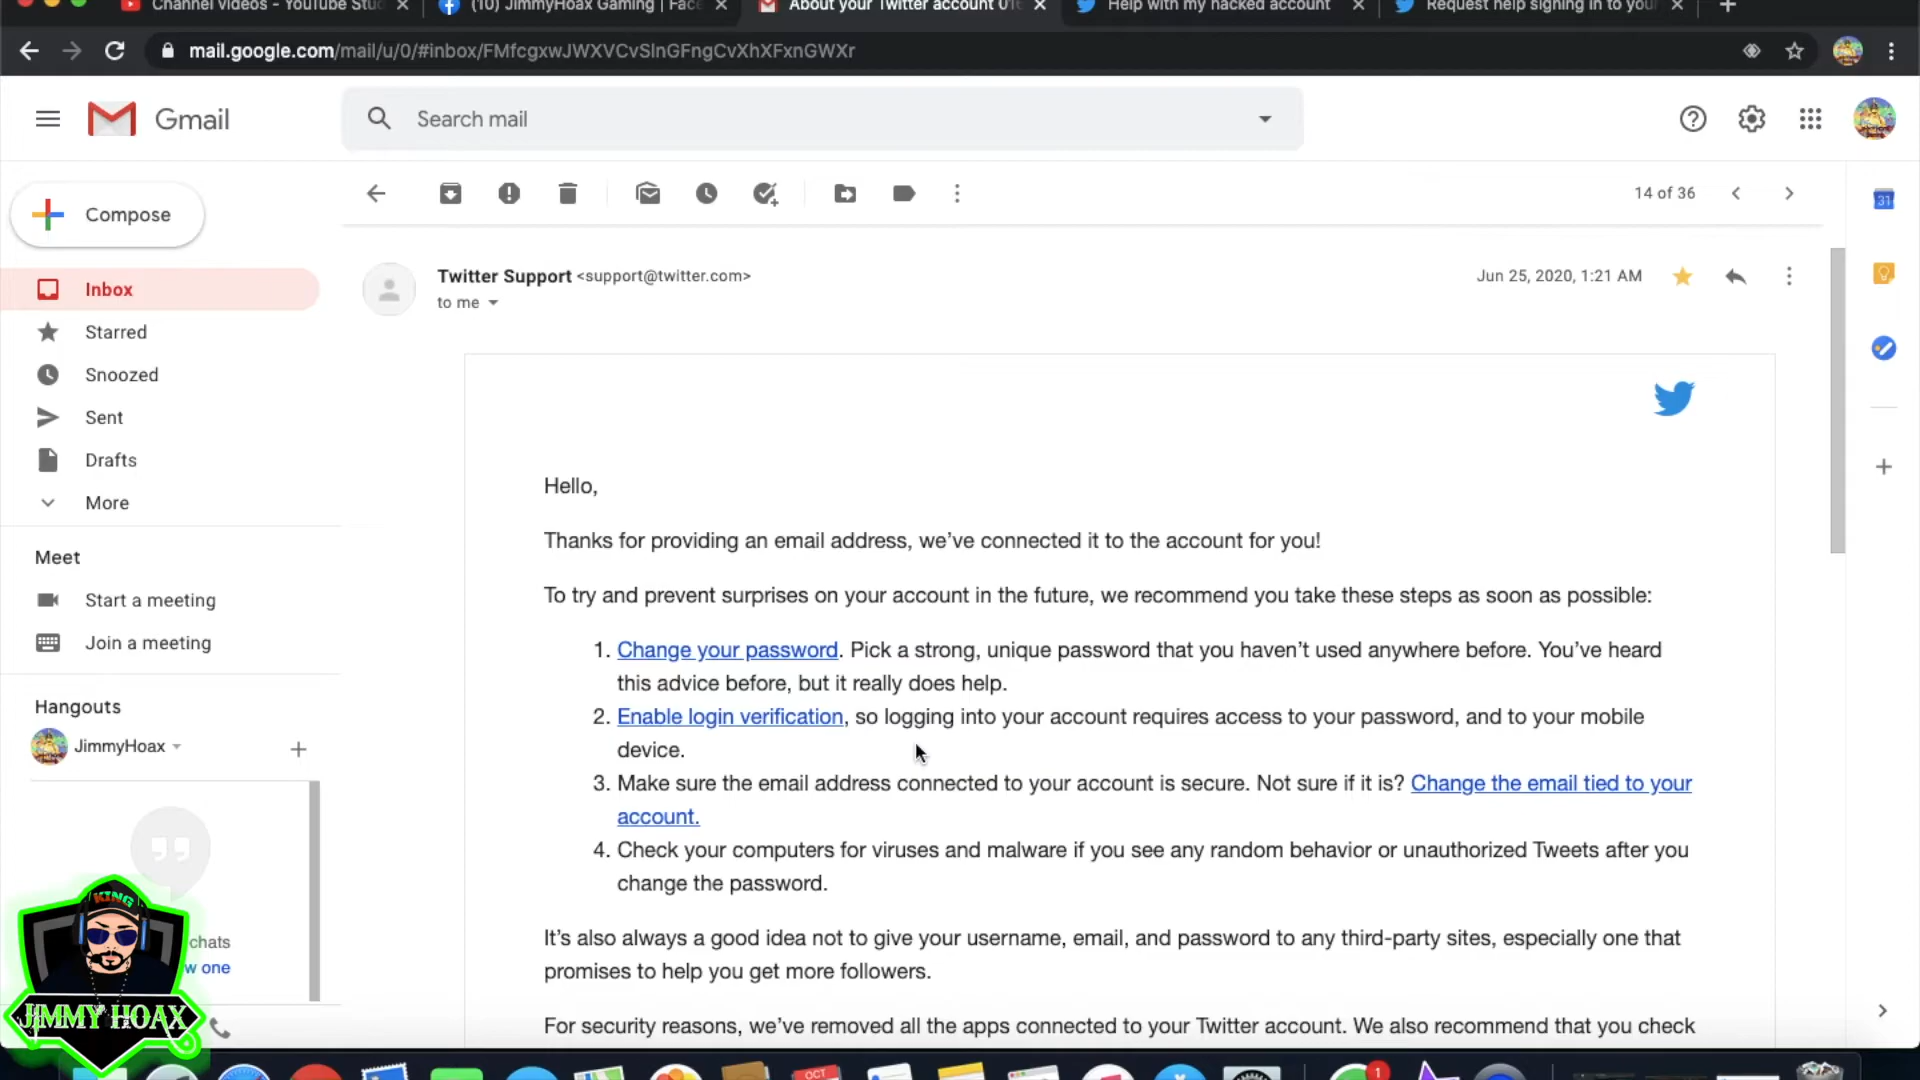 Channel videos - YouTube Stud
(10) JimmyHoax Gaming | Face
About your Twitter account 016
Help with my hacked account
Request help signing in to your
mail.google.com/mail/u/0/#inbox/FMfcgxwJWXVCvSlnGFngCvXhXFxnGWXr
Gmail
Search mail
Compose
14 of 36
Inbox
Starred
Snoozed
Sent
Drafts
More
Meet
Start a meeting
Join a meeting
Hangouts
JimmyHoax
chats
w one
Twitter Support <support@twitter.com>
Jun 25, 2020, 1:21 AM
to me
Hello,
Thanks for providing an email address, we've connected it to the account for you!
To try and prevent surprises on your account in the future, we recommend you take these steps as soon as possible:
1. Change your password. Pick a strong, unique password that you haven't used anywhere before. You've heard
this advice before, but it really does help.
2. Enable login verification, so logging into your account requires access to your password, and to your mobile
device.
3. Make sure the email address connected to your account is secure. Not sure if it is? Change the email tied to your
account.
4. Check your computers for viruses and malware if you see any random behavior or unauthorized Tweets after you
change the password.
It's also always a good idea not to give your username, email, and password to any third-party sites, especially one that
promises to help you get more followers.
For security reasons, we've removed all the apps connected to your Twitter account. We also recommend that you check
31
KING
JIMMY HOAX
OCT
1